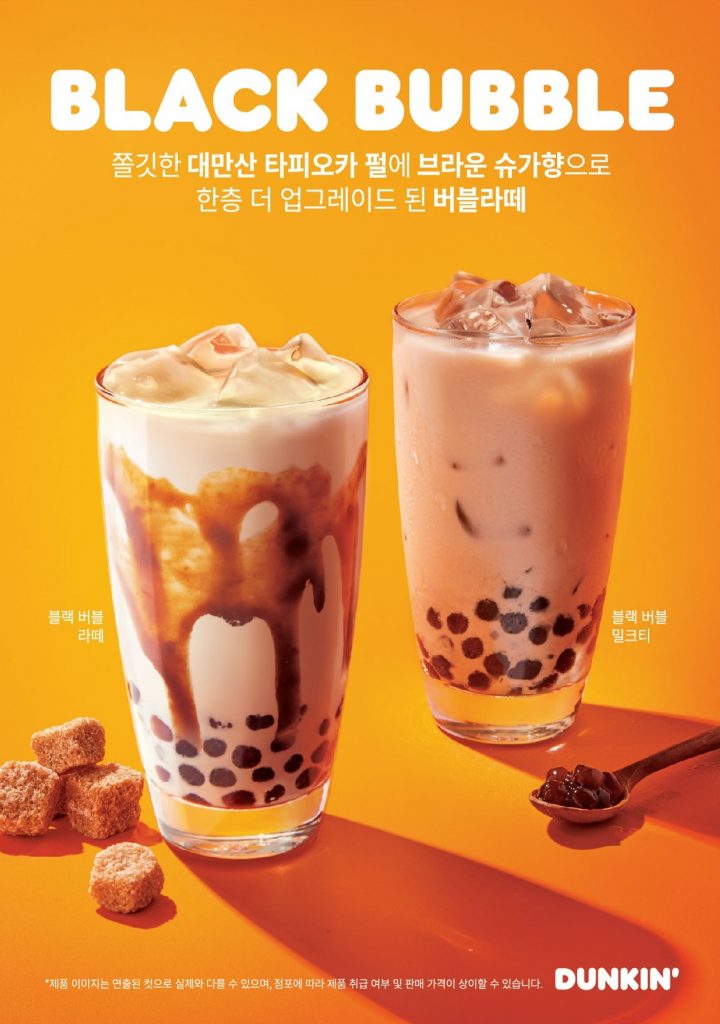 BLACK BUBBLE
쫄깃한 대만산 타피오카 펄에 브라운 슈가향으로
한층 더 업그레이드 된 버블라떼
블랙 버블
라떼
블랙 버블
밀크티
*제품 이미지는 연출된 컷으로 실제와 다를 수 있으며, 점포에 따라 제품 취급 여부 및 판매 가격이 상이할 수 있습니다.
DUNKIN'